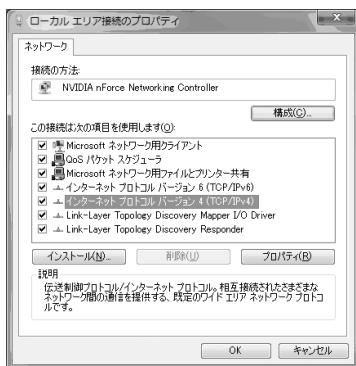 ローカル エリア接続のプロパティ
ネットワーク
接続の方法:
NVIDIA nForce Networking Controller
構成(C)...
この接続は次の項目を使用します(O):
Microsoft ネットワーク用クライアント
QoS パケット スケジューラ
Microsoft ネットワーク用ファイルとプリンター共有
インターネット プロトコル バージョン 6 (TCP/IPv6)
インターネット プロトコル バージョン 4 (TCP/IPv4)
Link-Layer Topology Discovery Mapper I/O Driver
Link-Layer Topology Discovery Responder
インストール(N)... 削除(U) プロパティ(R)
説明
伝送制御プロトコル/インターネット プロトコル。相互接続されたさまざまな
ネットワーク間の通信を提供する、既定のワイド エリア ネットワーク プロトコ
ルです。
OK キャンセル